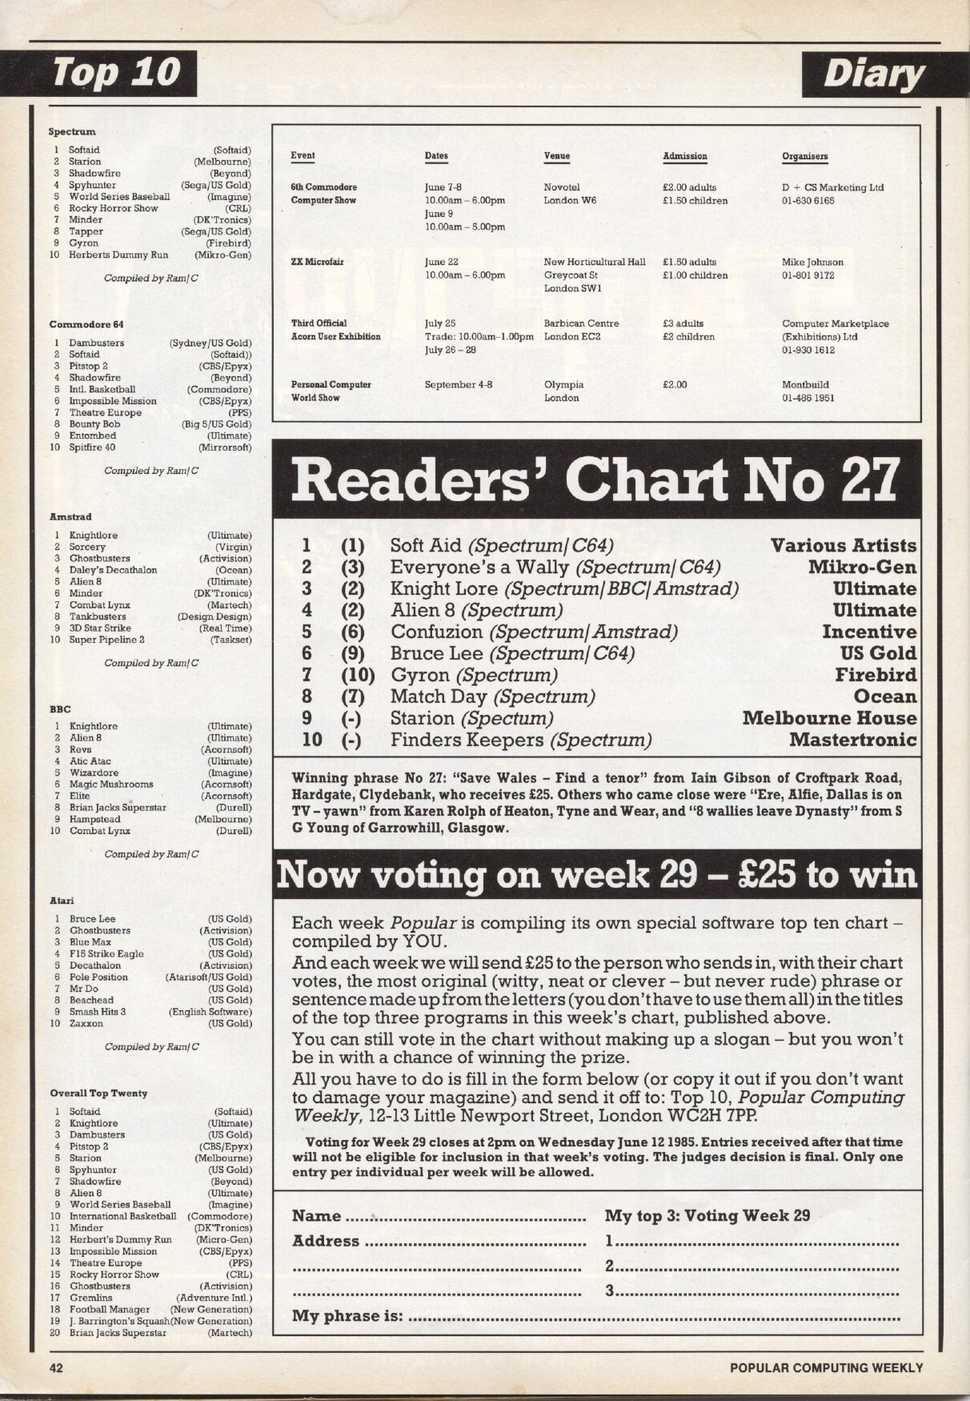 Top 10
Diary
Spectrum
1 Softaid (Softaid)
2 Starion (Melbourne)
3 Shadowfire (Beyond)
4 Spyhunter (Sega/US Gold)
5 World Series Baseball (Imagine)
6 Rocky Horror Show (CRL)
7 Minder (DK'Tronics)
8 Tapper (Sega/US Gold)
9 Gyron (Firebird)
10 Herberts Dummy Run (Mikro-Gen)
Compiled by Ram/C
Commodore 64
1 Dambusters (Sydney/US Gold)
2 Softaid (Softaid))
3 Pitstop 2 (CBS/Epyx)
4 Shadowfire (Beyond)
5 Intl. Basketball (Commodore)
6 Impossible Mission (CBS/Epyx)
7 Theatre Europe (PPS)
8 Bounty Bob (Big 5/US Gold)
9 Entombed (Ultimate)
10 Spitfire 40 (Mirrorsoft)
Compiled by Ram/C
Amstrad
1 Knightlore (Ultimate)
2 Sorcery (Virgin)
3 Ghostbusters (Activision)
4 Daley's Decathalon (Ocean)
5 Alien 8 (Ultimate)
6 Minder (DK'Tronics)
7 Combat Lynx (Martech)
8 Tankbusters (Design Design)
9 3D Star Strike (Real Time)
10 Super Pipeline 2 (Taskset)
Compiled by Ram/C
BBC
1 Knightlore (Ultimate)
2 Alien 8 (Ultimate)
3 Revs (Acornsoft)
4 Atic Atac (Ultimate)
5 Wizardore (Imagine)
6 Magic Mushrooms (Acornsoft)
7 Elite (Acornsoft)
8 Brian Jacks Superstar (Durell)
9 Hampstead (Melbourne)
10 Combat Lynx (Durell)
Compiled by Ram/C
Atari
1 Bruce Lee (US Gold)
2 Ghostbusters (Activision)
3 Blue Max (US Gold)
4 F15 Strike Eagle (US Gold)
5 Decathalon (Activision)
6 Pole Position (Atarisoft/US Gold)
7 Mr Do (US Gold)
8 Beachead (US Gold)
9 Smash Hits 3 (English Software)
10 Zaxxon (US Gold)
Compiled by Ram/C
Overall Top Twenty
1 Softaid (Softaid)
2 Knightlore (Ultimate)
3 Dambusters (US Gold)
4 Pitstop 2 (CBS/Epyx)
5 Starion (Melbourne)
6 Spyhunter (US Gold)
7 Shadowfire (Beyond)
8 Alien 8 (Ultimate)
9 World Series Baseball (Imagine)
10 International Basketball (Commodore)
11 Minder (DK'Tronics)
12 Herbert's Dummy Run (Micro-Gen)
13 Impossible Mission (CBS/Epyx)
14 Theatre Europe (PPS)
15 Rocky Horror Show (CRL)
16 Ghostbusters (Activision)
17 Gremlins (Adventure Intl.)
18 Football Manager (New Generation)
19 J. Barrington's Squash(New Generation)
20 Brian Jacks Superstar (Martech)
Event Dates Venue Admission Organisers
6th Commodore June 7-8 Novotel £2.00 adults D + CS Marketing Ltd
Computer Show 10.00am – 6.00pm London W6 £1.50 children 01-630 6165
June 9
10.00am – 5.00pm
ZX Microfair June 22 New Horticultural Hall £1.50 adults Mike Johnson
10.00am – 6.00pm Greycoat St £1.00 children 01-801 9172
London SW1
Third Official July 25 Barbican Centre £3 adults Computer Marketplace
Acorn User Exhibition Trade: 10.00am-1.00pm London EC2 £2 children (Exhibitions) Ltd
July 26 – 28 01-930 1612
Personal Computer September 4-8 Olympia £2.00 Montbuild
World Show London 01-486 1951
Readers' Chart No 27
1 (1) Soft Aid (Spectrum/C64) Various Artists
2 (3) Everyone's a Wally (Spectrum/C64) Mikro-Gen
3 (2) Knight Lore (Spectrum/BBC/Amstrad) Ultimate
4 (2) Alien 8 (Spectrum) Ultimate
5 (6) Confuzion (Spectrum/Amstrad) Incentive
6 (9) Bruce Lee (Spectrum/C64) US Gold
7 (10) Gyron (Spectrum) Firebird
8 (7) Match Day (Spectrum) Ocean
9 (-) Starion (Spectum) Melbourne House
10 (-) Finders Keepers (Spectrum) Mastertronic
Winning phrase No 27: "Save Wales – Find a tenor" from Iain Gibson of Croftpark Road,
Hardgate, Clydebank, who receives £25. Others who came close were "Ere, Alfie, Dallas is on
TV – yawn" from Karen Rolph of Heaton, Tyne and Wear, and "8 wallies leave Dynasty" from S
G Young of Garrowhill, Glasgow.
Now voting on week 29 – £25 to win
Each week Popular is compiling its own special software top ten chart –
compiled by YOU.
And each week we will send £25 to the person who sends in, with their chart
votes, the most original (witty, neat or clever – but never rude) phrase or
sentence made up from the letters (you don't have to use them all) in the titles
of the top three programs in this week's chart, published above.
You can still vote in the chart without making up a slogan – but you won't
be in with a chance of winning the prize.
All you have to do is fill in the form below (or copy it out if you don't want
to damage your magazine) and send it off to: Top 10, Popular Computing
Weekly, 12-13 Little Newport Street, London WC2H 7PP.
Voting for Week 29 closes at 2pm on Wednesday June 12 1985. Entries received after that time
will not be eligible for inclusion in that week's voting. The judges decision is final. Only one
entry per individual per week will be allowed.
Name .................... My top 3: Voting Week 29
Address .................... 1....................
.................... 2....................
.................... 3....................
My phrase is: ....................
42
POPULAR COMPUTING WEEKLY